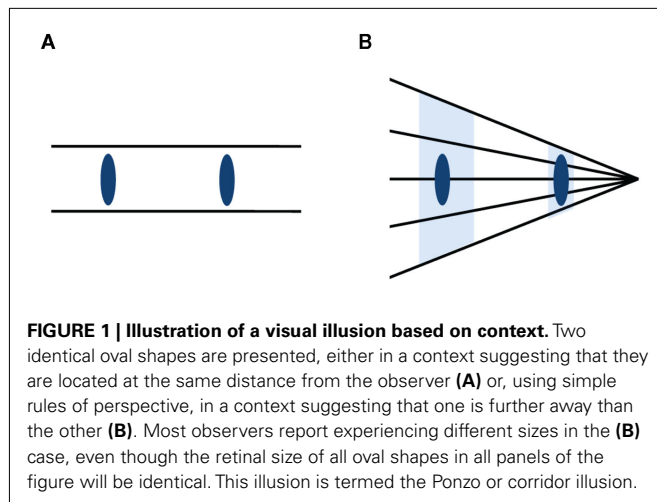 A
B
FIGURE 1 | Illustration of a visual illusion based on context. Two
identical oval shapes are presented, either in a context suggesting that they
are located at the same distance from the observer (A) or, using simple
rules of perspective, in a context suggesting that one is further away than
the other (B). Most observers report experiencing different sizes in the (B)
case, even though the retinal size of all oval shapes in all panels of the
figure will be identical. This illusion is termed the Ponzo or corridor illusion.